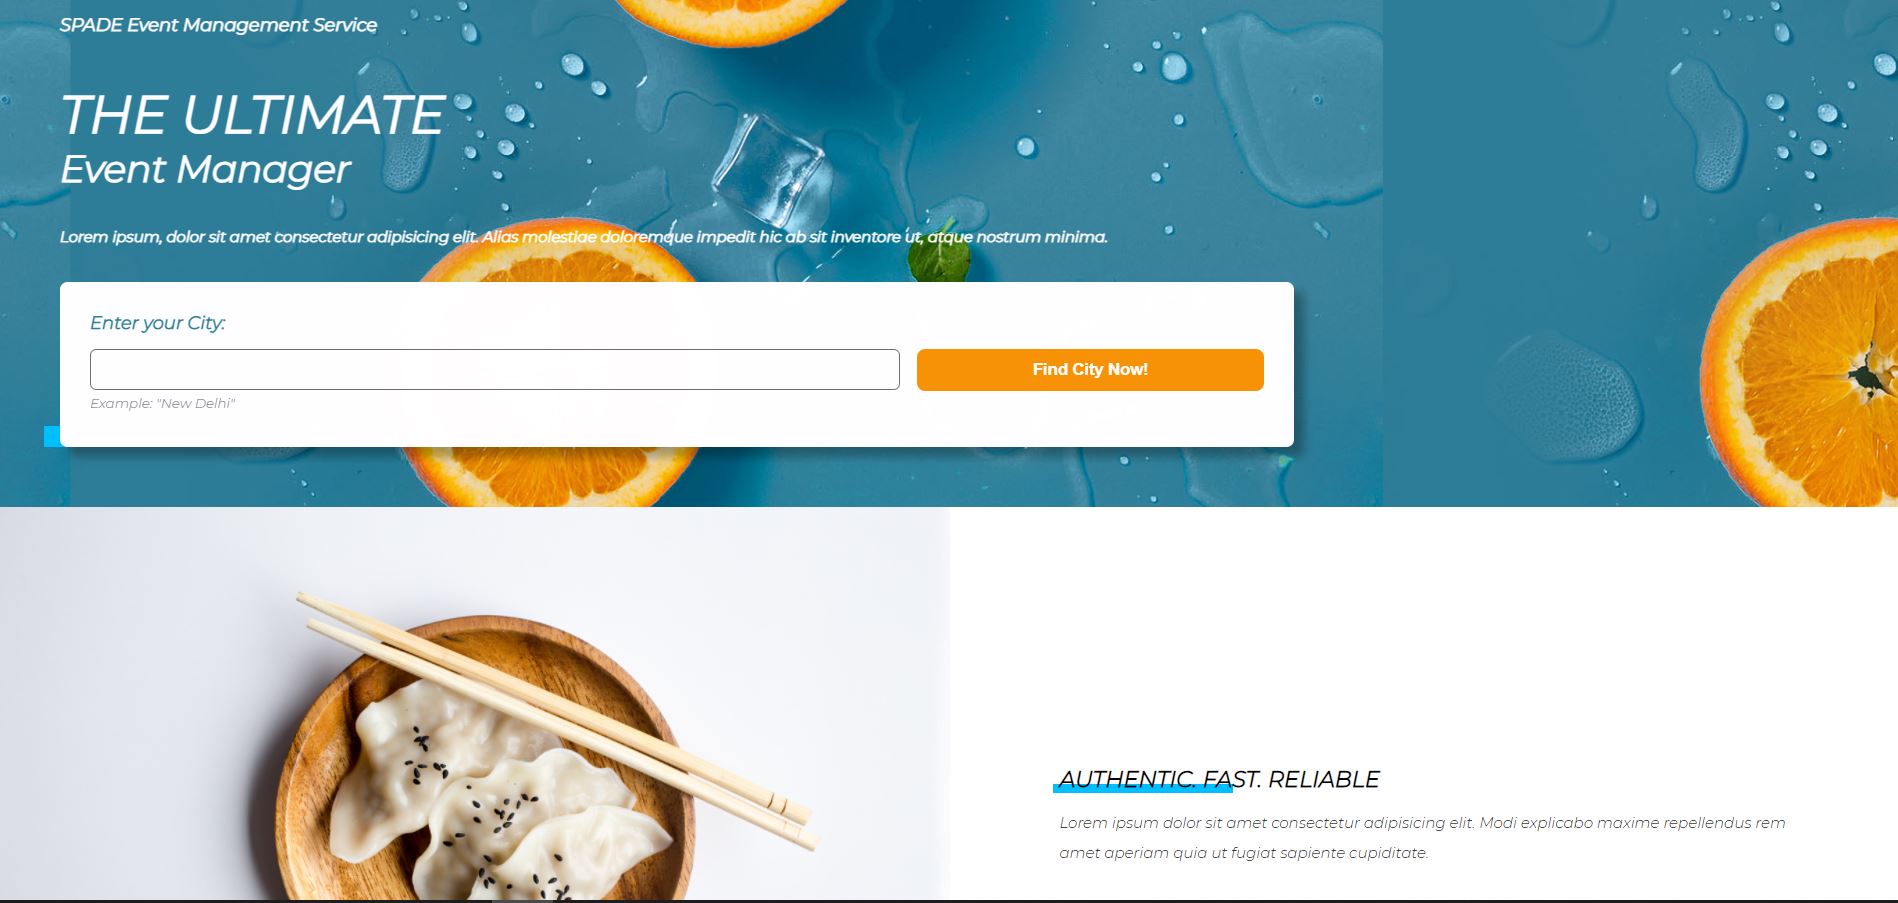 SPADE Event Management Service
THE ULTIMATE
Event Manager
Lorem ipsum, dolor sit amet consectetur adipisicing elit. Alias molestiae doloremque impedit hic ab sit inventore ut, atque nostrum minima.
Enter your City:
Find City Now!
Example: "New Delhi"
AUTHENTIC. FAST. RELIABLE
Lorem ipsum dolor sit amet consectetur adipisicing elit. Modi explicabo maxime repellendus rem
amet aperiam quia ut fugiat sapiente cupiditate.